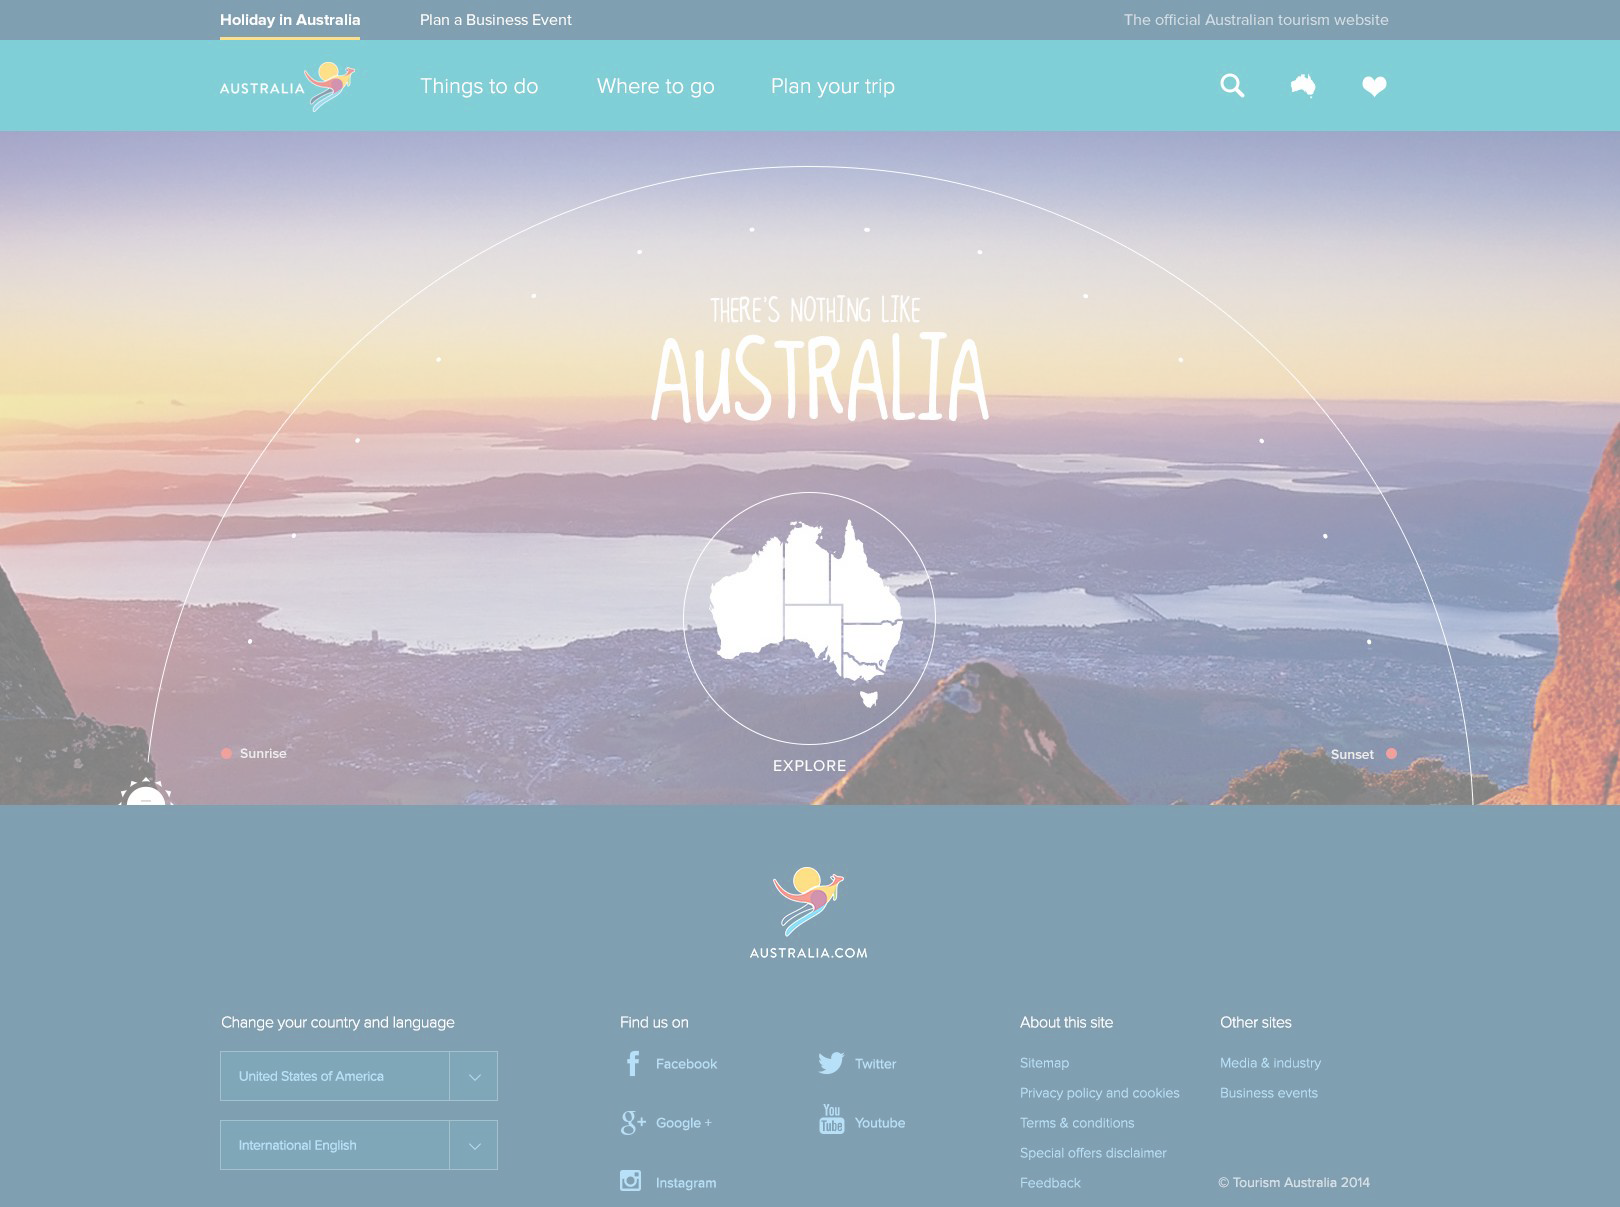 Holiday in Australia
Plan a Business Event
The official Australian tourism website
AUSTRALIA
Things to do
Where to go
Plan your trip
THERE'S NOTHING LIKE
AUSTRALIA
Sunrise
EXPLORE
Sunset
AUSTRALIA.COM
Change your country and language
United States of America
International English
Find us on
Facebook
Twitter
Google +
You
Tube
Youtube
Instagram
About this site
Sitemap
Privacy policy and cookies
Terms & conditions
Special offers disclaimer
Feedback
Other sites
Media & industry
Business events
© Tourism Australia 2014